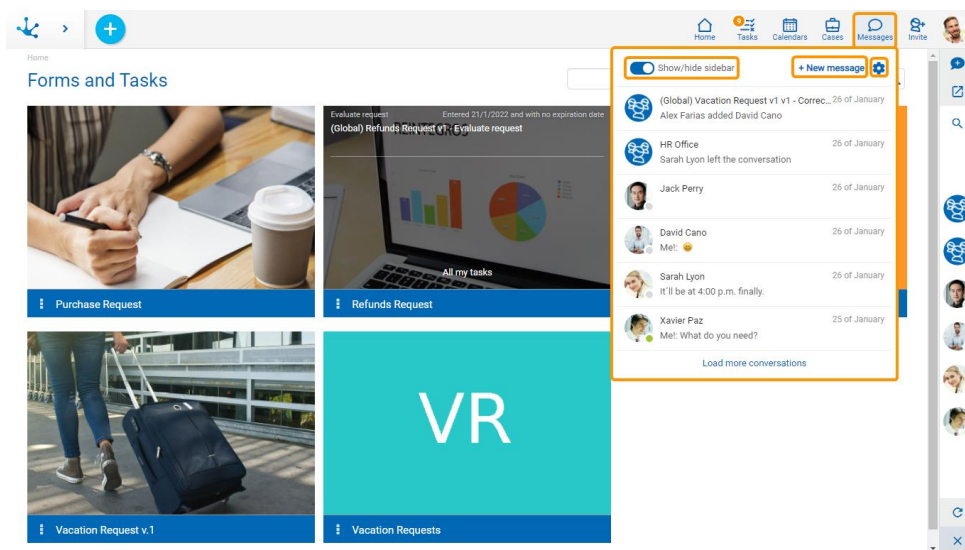 9
Home
Tasks
Calendars
Cases
Messages
Invite
Home
Forms and Tasks
Show/hide sidebar
+ New message
(Global) Vacation Request v1 v1 - Correc...
26 of January
Alex Farias added David Cano
HR Office
26 of January
Sarah Lyon left the conversation
Jack Perry
26 of January
David Cano
26 of January
Me!:
Sarah Lyon
26 of January
It´ll be at 4:00 p.m. finally.
Xavier Paz
25 of January
Me!: What do you need?
Load more conversations
Evaluate request
Entered 21/1/2022 and with no expiration date
REINTEGROS
(Global) Refunds Request v1 - Evaluate request
All my tasks
Purchase Request
Refunds Request
VR
Vacation Request v.1
Vacation Requests